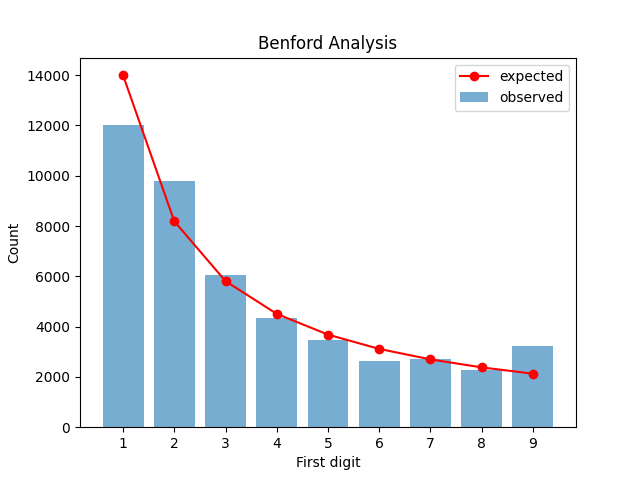 Benford Analysis
expected
observed
Count
14000
12000
10000
8000
6000
4000
2000
0
1 2 3 4 5 6 7 8 9
First digit